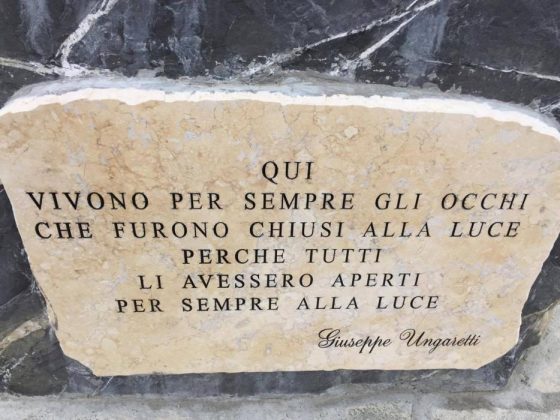 QUI
VIVONO PER SEMPRE GLI OCCHI
CHE FURONO CHIUSI ALLA LUCE
PERCHE TUTTI
LI AVESSERO APERTI
PER SEMPRE ALLA LUCE
Giuseppe Ungaretti